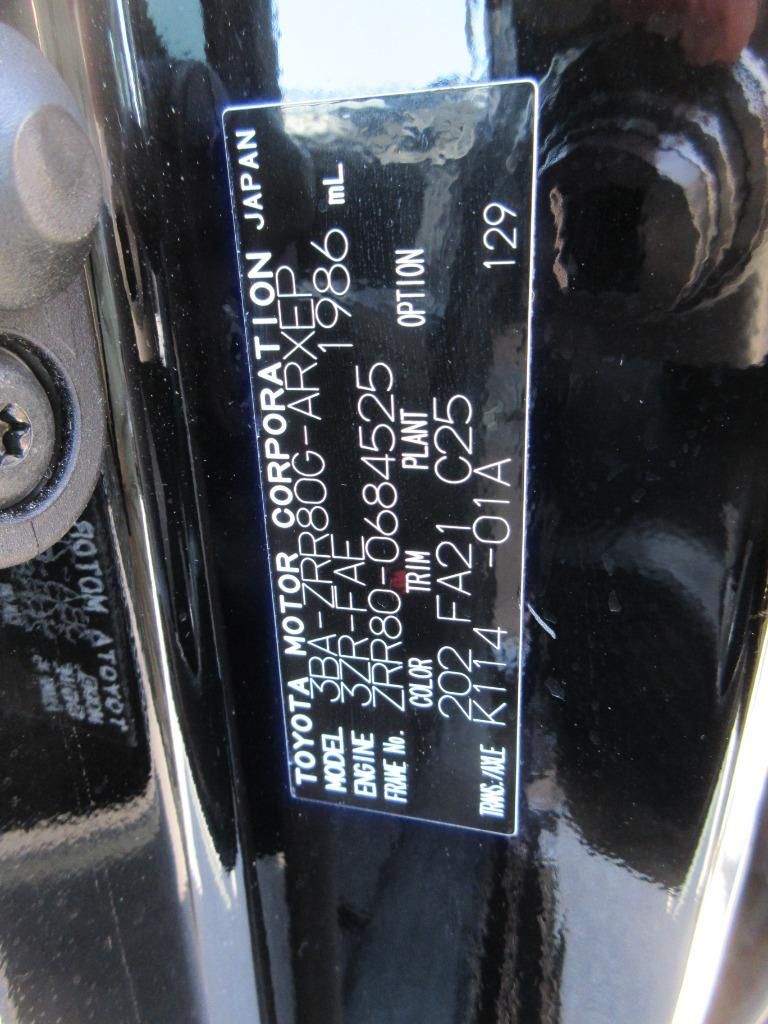 TOYOTA MOTOR CORPORATION JAPAN
MODEL 3BA-ZRR80G-ARXEP
ENGINE 3ZR-FAE 1986 mL
FRAME No. ZRR80-0684525
COLOR TRIM PLANT OPTION
202 FA21 C25
TRANS./AXLE K114 -01A 129